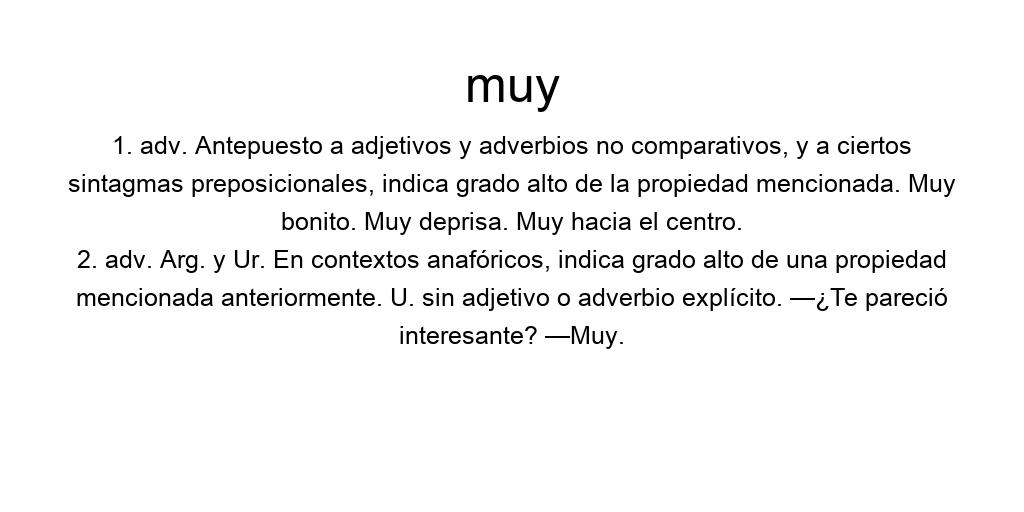 muy
1. adv. Antepuesto a adjetivos y adverbios no comparativos, y a ciertos
sintagmas preposicionales, indica grado alto de la propiedad mencionada. Muy
bonito. Muy deprisa. Muy hacia el centro.
2. adv. Arg. y Ur. En contextos anafóricos, indica grado alto de una propiedad
mencionada anteriormente. U. sin adjetivo o adverbio explícito. —¿Te pareció
interesante? —Muy.